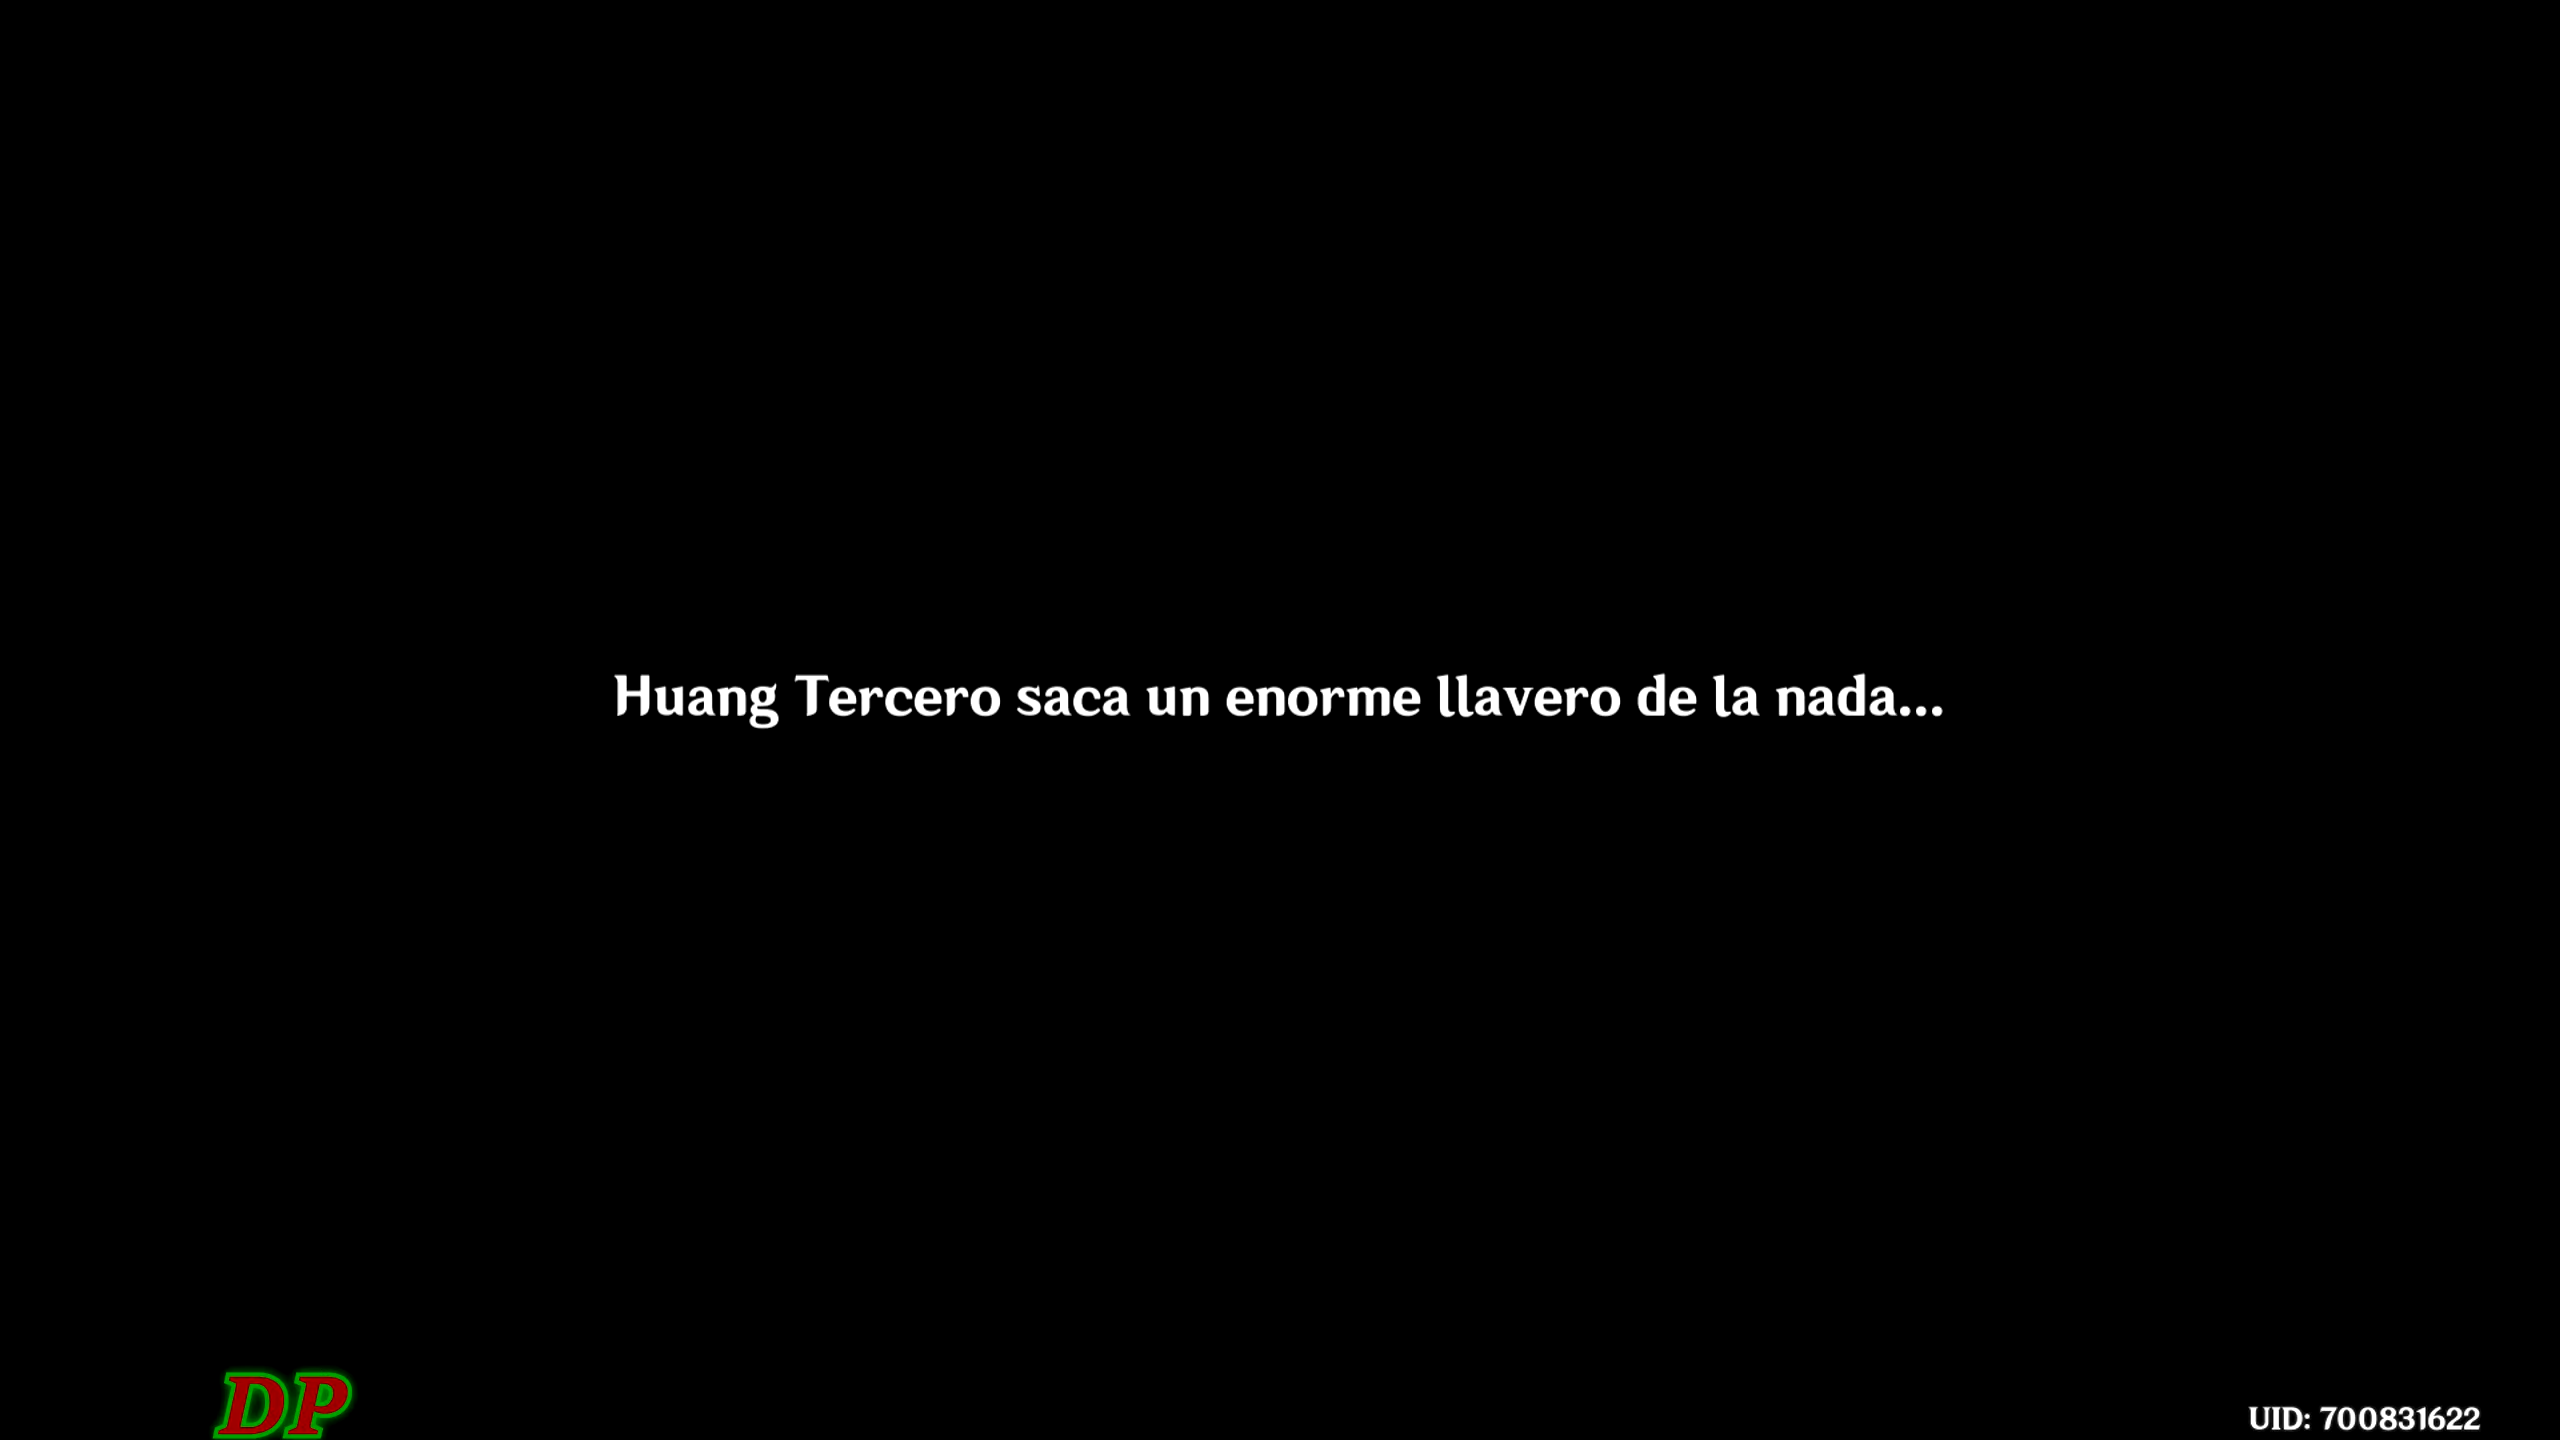 Huang Tercero saca un enorme llavero de la nada...
DP
UID: 700831622